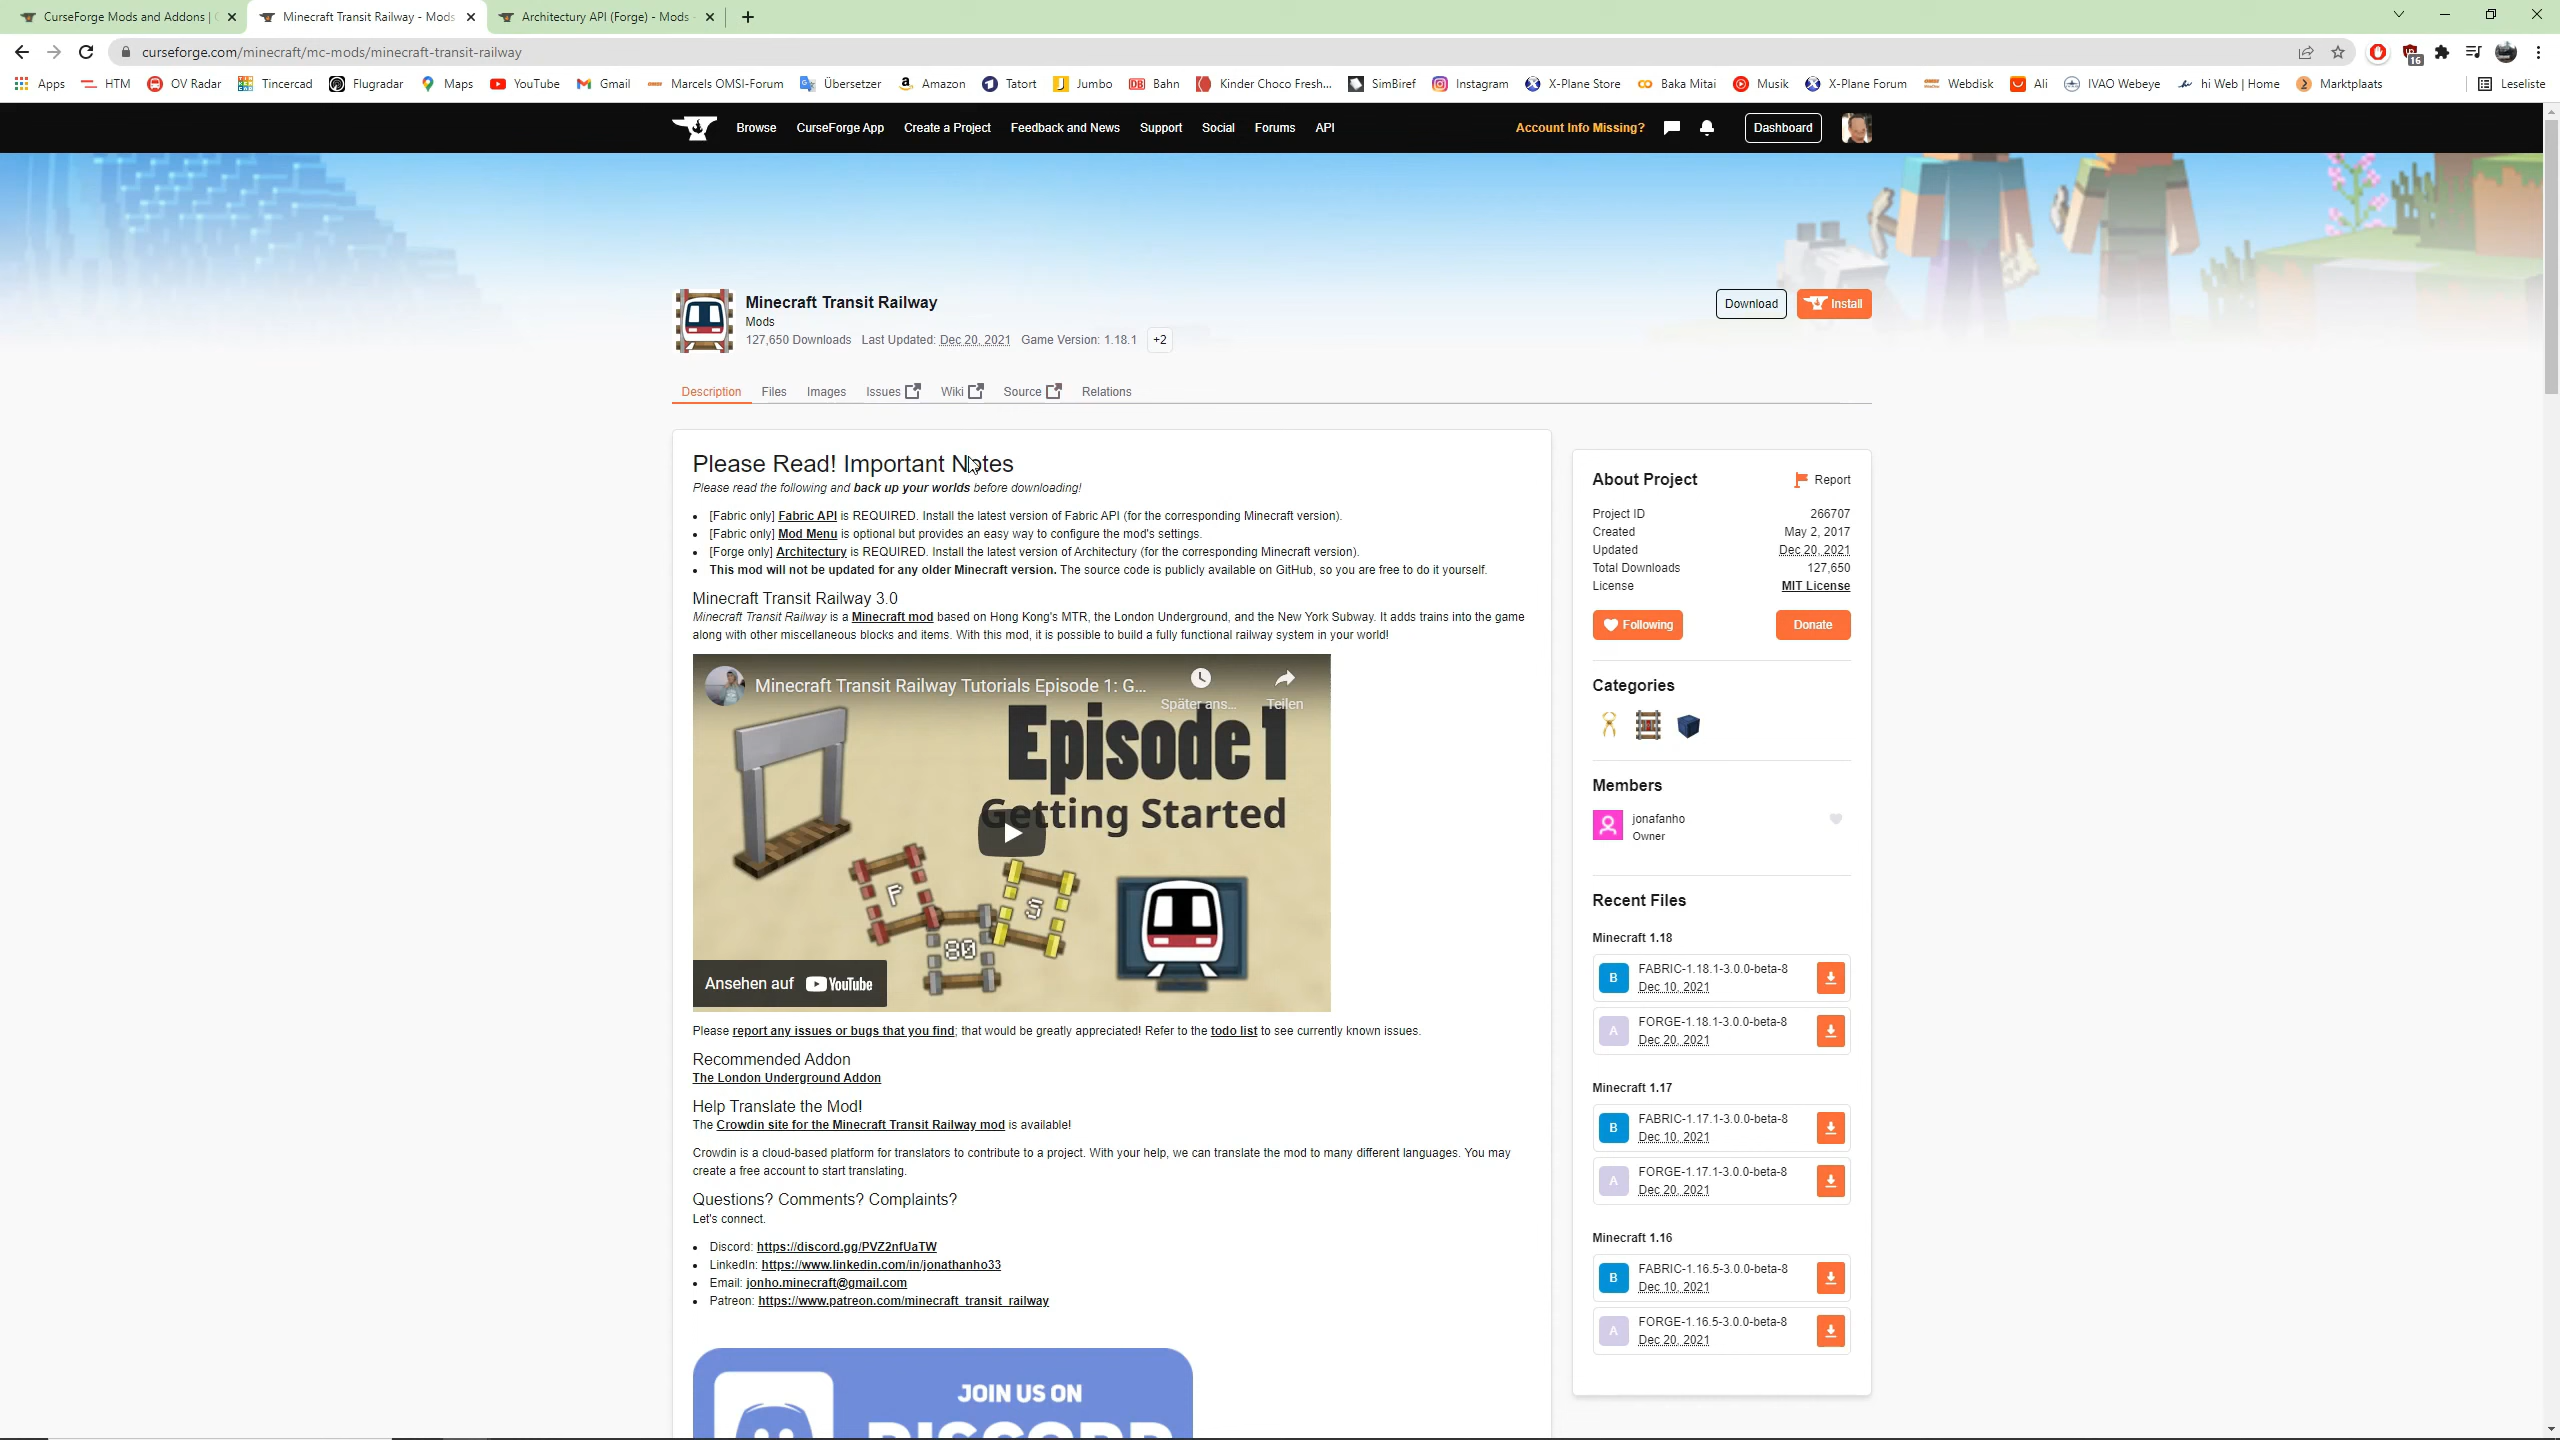 CurseForge Mods and Addons |
Minecraft Transit Railway - Mods
Architectury API (Forge) - Mods
curseforge.com/minecraft/mc-mods/minecraft-transit-railway
16
Apps HTM OV Radar Tincercad Flugradar Maps YouTube Gmail Marcels OMSI-Forum Übersetzer Amazon Tatort Jumbo Bahn Kinder Choco Fresh... SimBiref Instagram X-Plane Store Baka Mitai Musik X-Plane Forum Webdisk Ali IVAO Webeye hi Web | Home Marktplaats Leseliste
Browse CurseForge App Create a Project Feedback and News Support Social Forums API Account Info Missing? Dashboard
Minecraft Transit Railway
Mods
127,650 Downloads Last Updated: Dec 20, 2021 Game Version: 1.18.1 +2
Download Install
Description Files Images Issues Wiki Source Relations
Please Read! Important Notes
Please read the following and back up your worlds before downloading!
• [Fabric only] Fabric API is REQUIRED. Install the latest version of Fabric API (for the corresponding Minecraft version).
• [Fabric only] Mod Menu is optional but provides an easy way to configure the mod's settings.
• [Forge only] Architectury is REQUIRED. Install the latest version of Architectury (for the corresponding Minecraft version).
• This mod will not be updated for any older Minecraft version. The source code is publicly available on GitHub, so you are free to do it yourself.
Minecraft Transit Railway 3.0
Minecraft Transit Railway is a Minecraft mod based on Hong Kong's MTR, the London Underground, and the New York Subway. It adds trains into the game
along with other miscellaneous blocks and items. With this mod, it is possible to build a fully functional railway system in your world!
Minecraft Transit Railway Tutorials Episode 1: G...
Später ans...
Teilen
Episode 1
Getting Started
F
S
80
Ansehen auf YouTube
Please report any issues or bugs that you find; that would be greatly appreciated! Refer to the todo list to see currently known issues.
Recommended Addon
The London Underground Addon
Help Translate the Mod!
The Crowdin site for the Minecraft Transit Railway mod is available!
Crowdin is a cloud-based platform for translators to contribute to a project. With your help, we can translate the mod to many different languages. You may
create a free account to start translating.
Questions? Comments? Complaints?
Let's connect.
• Discord: https://discord.gg/PVZ2nfUaTW
• LinkedIn: https://www.linkedin.com/in/jonathanho33
• Email: jonho.minecraft@gmail.com
• Patreon: https://www.patreon.com/minecraft_transit_railway
JOIN US ON
DISCORD
About Project
Report
Project ID 266707
Created May 2, 2017
Updated Dec 20, 2021
Total Downloads 127,650
License MIT License
Following
Donate
Categories
Members
jonafanho
Owner
Recent Files
Minecraft 1.18
B FABRIC-1.18.1-3.0.0-beta-8
Dec 10, 2021
A FORGE-1.18.1-3.0.0-beta-8
Dec 20, 2021
Minecraft 1.17
B FABRIC-1.17.1-3.0.0-beta-8
Dec 10, 2021
A FORGE-1.17.1-3.0.0-beta-8
Dec 20, 2021
Minecraft 1.16
B FABRIC-1.16.5-3.0.0-beta-8
Dec 10, 2021
A FORGE-1.16.5-3.0.0-beta-8
Dec 20, 2021